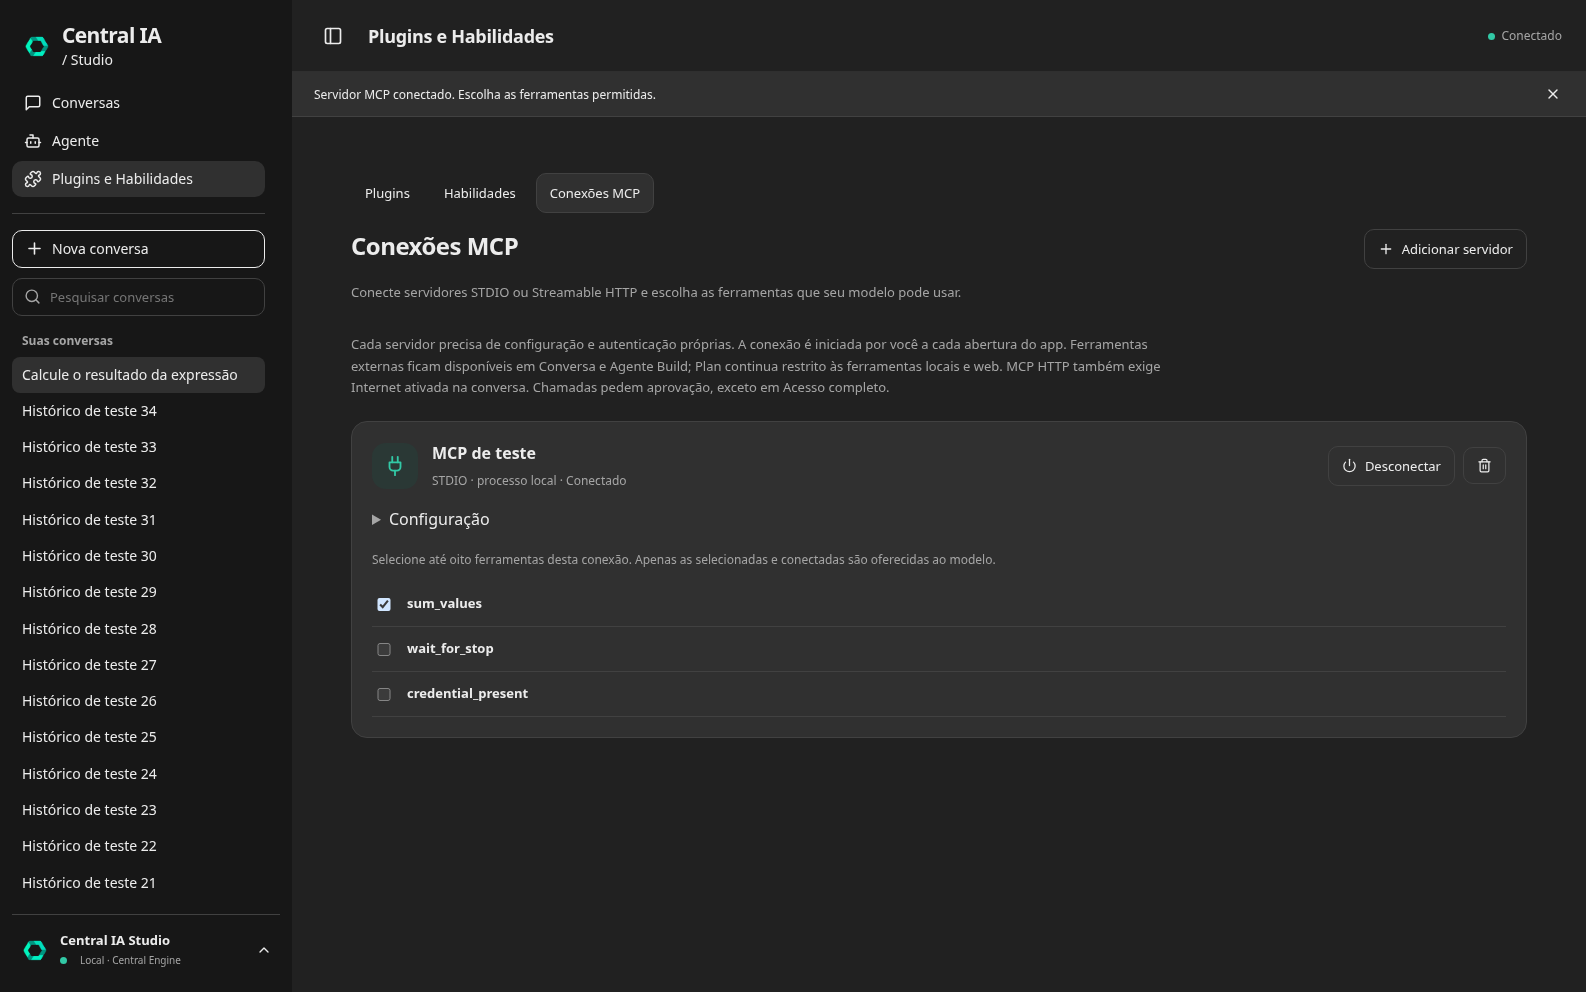 Central IA
/ Studio
Conversas
Agente
Plugins e Habilidades
Nova conversa
Pesquisar conversas
Suas conversas
Calcule o resultado da expressão
Histórico de teste 34
Histórico de teste 33
Histórico de teste 32
Histórico de teste 31
Histórico de teste 30
Histórico de teste 29
Histórico de teste 28
Histórico de teste 27
Histórico de teste 26
Histórico de teste 25
Histórico de teste 24
Histórico de teste 23
Histórico de teste 22
Histórico de teste 21
Central IA Studio
Local · Central Engine
Plugins e Habilidades
Conectado
Servidor MCP conectado. Escolha as ferramentas permitidas.
Plugins
Habilidades
Conexões MCP
Conexões MCP
Adicionar servidor
Conecte servidores STDIO ou Streamable HTTP e escolha as ferramentas que seu modelo pode usar.
Cada servidor precisa de configuração e autenticação próprias. A conexão é iniciada por você a cada abertura do app. Ferramentas
externas ficam disponíveis em Conversa e Agente Build; Plan continua restrito às ferramentas locais e web. MCP HTTP também exige
Internet ativada na conversa. Chamadas pedem aprovação, exceto em Acesso completo.
MCP de teste
STDIO · processo local · Conectado
Desconectar
Configuração
Selecione até oito ferramentas desta conexão. Apenas as selecionadas e conectadas são oferecidas ao modelo.
sum_values
wait_for_stop
credential_present